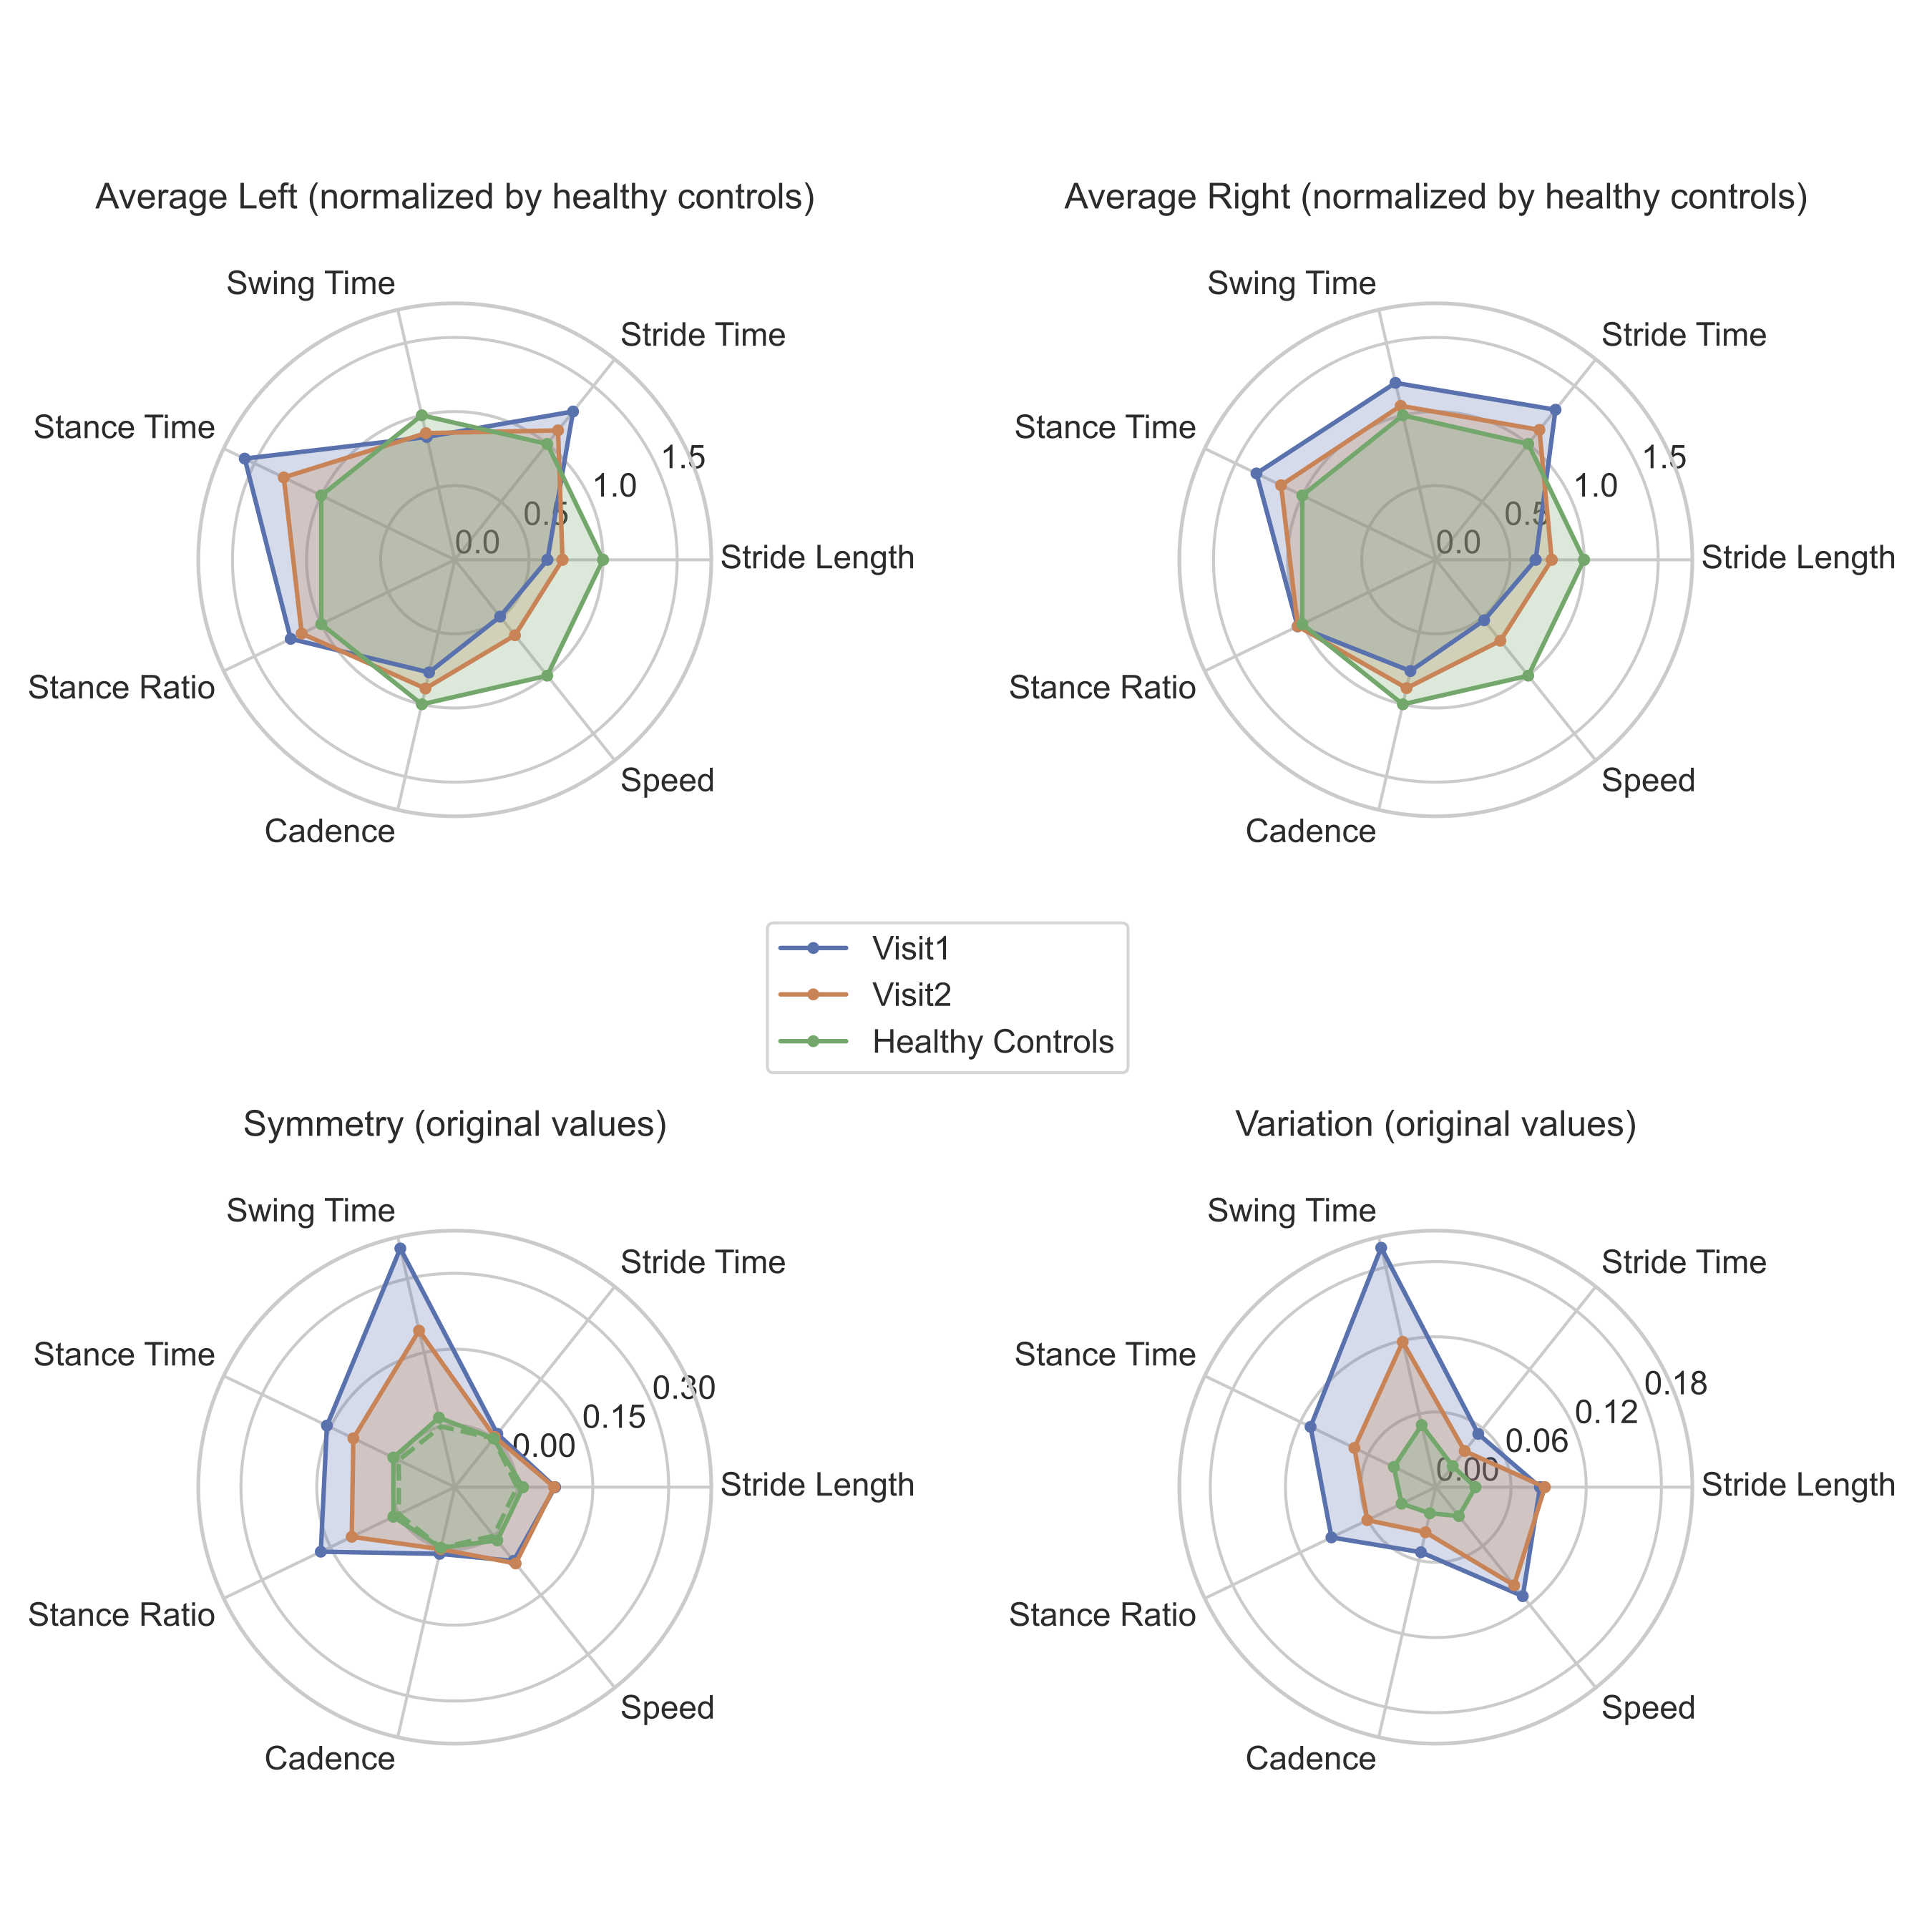 Average Left (normalized by healthy controls)
Average Right (normalized by healthy controls)
Swing Time
Stride Time
Stance Time
1.5
1.0
0.5
0.0
Stride Length
Stance Ratio
Speed
Cadence
Swing Time
Stride Time
Stance Time
1.5
1.0
0.5
0.0
Stride Length
Stance Ratio
Speed
Cadence
Visit1
Visit2
Healthy Controls
Symmetry (original values)
Variation (original values)
Swing Time
Stride Time
Stance Time
0.30
0.15
0.00
Stride Length
Stance Ratio
Speed
Cadence
Swing Time
Stride Time
Stance Time
0.18
0.12
0.06
0.00
Stride Length
Stance Ratio
Speed
Cadence